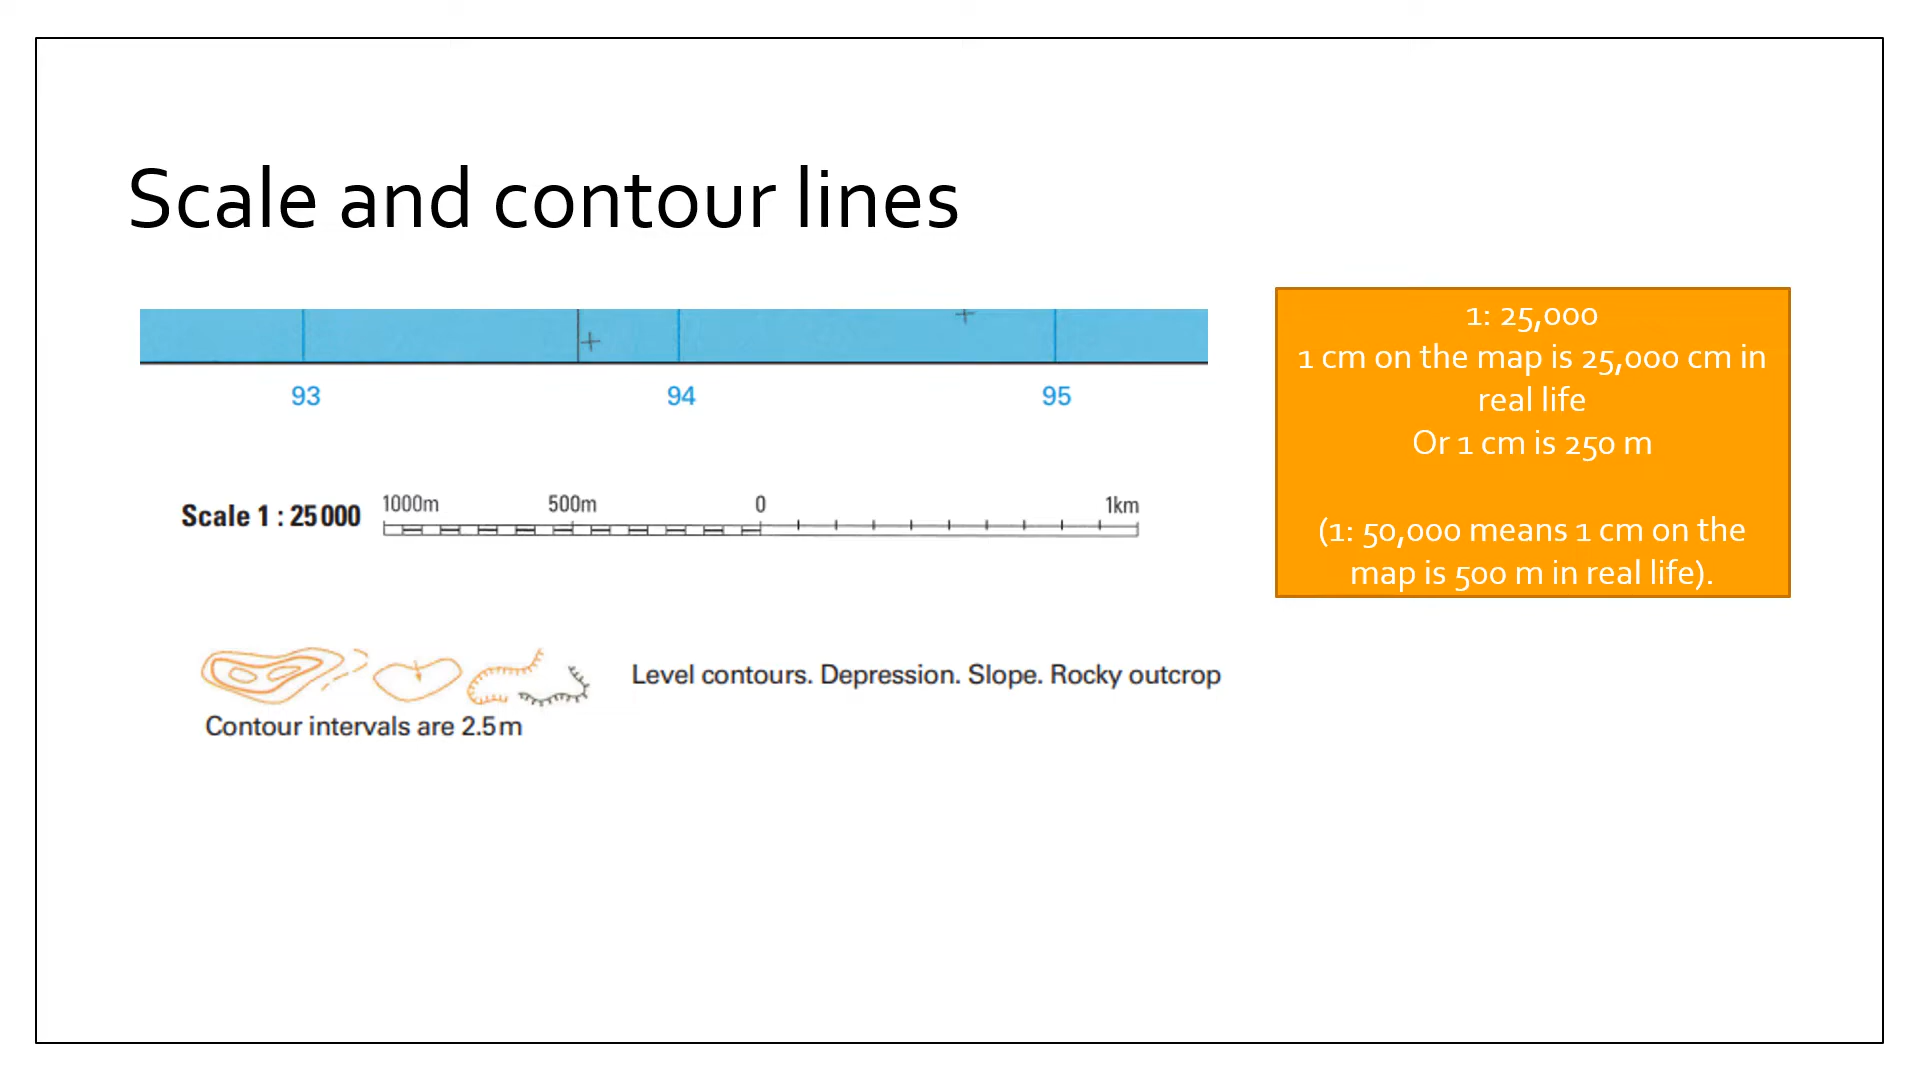 Scale and contour lines
93 94 95
Scale 1 : 25 000 1000m 500m 0 1km
Level contours. Depression. Slope. Rocky outcrop
Contour intervals are 2.5 m
1: 25,000
1 cm on the map is 25,000 cm in
real life
Or 1 cm is 250 m
(1: 50,000 means 1 cm on the
map is 500 m in real life).